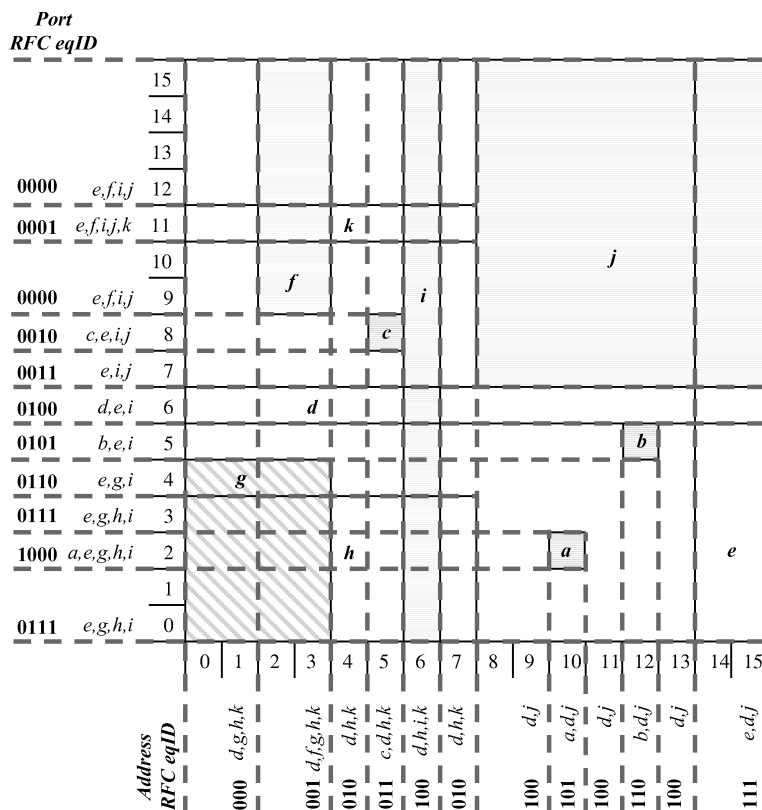 Port
RFC eqID
15
14
13
0000 e,f,i,j 12
0001 e,f,i,j,k 11 k
10 j
f
0000 e,f,i,j 9 i
0010 c,e,i,j 8 c
0011 e,i,j 7
0100 d,e,i 6 d
0101 b,e,i 5 b
0110 e,g,i 4 g
0111 e,g,h,i 3
1000 a,e,g,h,i 2 h a e
1
0111 e,g,h,i 0
0 1 2 3 4 5 6 7 8 9 10 11 12 13 14 15
Address
RFC eqID
000 d,g,h,k
001 d,f,g,h,k
010 d,h,k
011 c,d,h,k
100 d,h,i,k
010 d,h,k
100 d,j
101 a,d,j
100 d,j
110 b,d,j
100 d,j
111 e,d,j